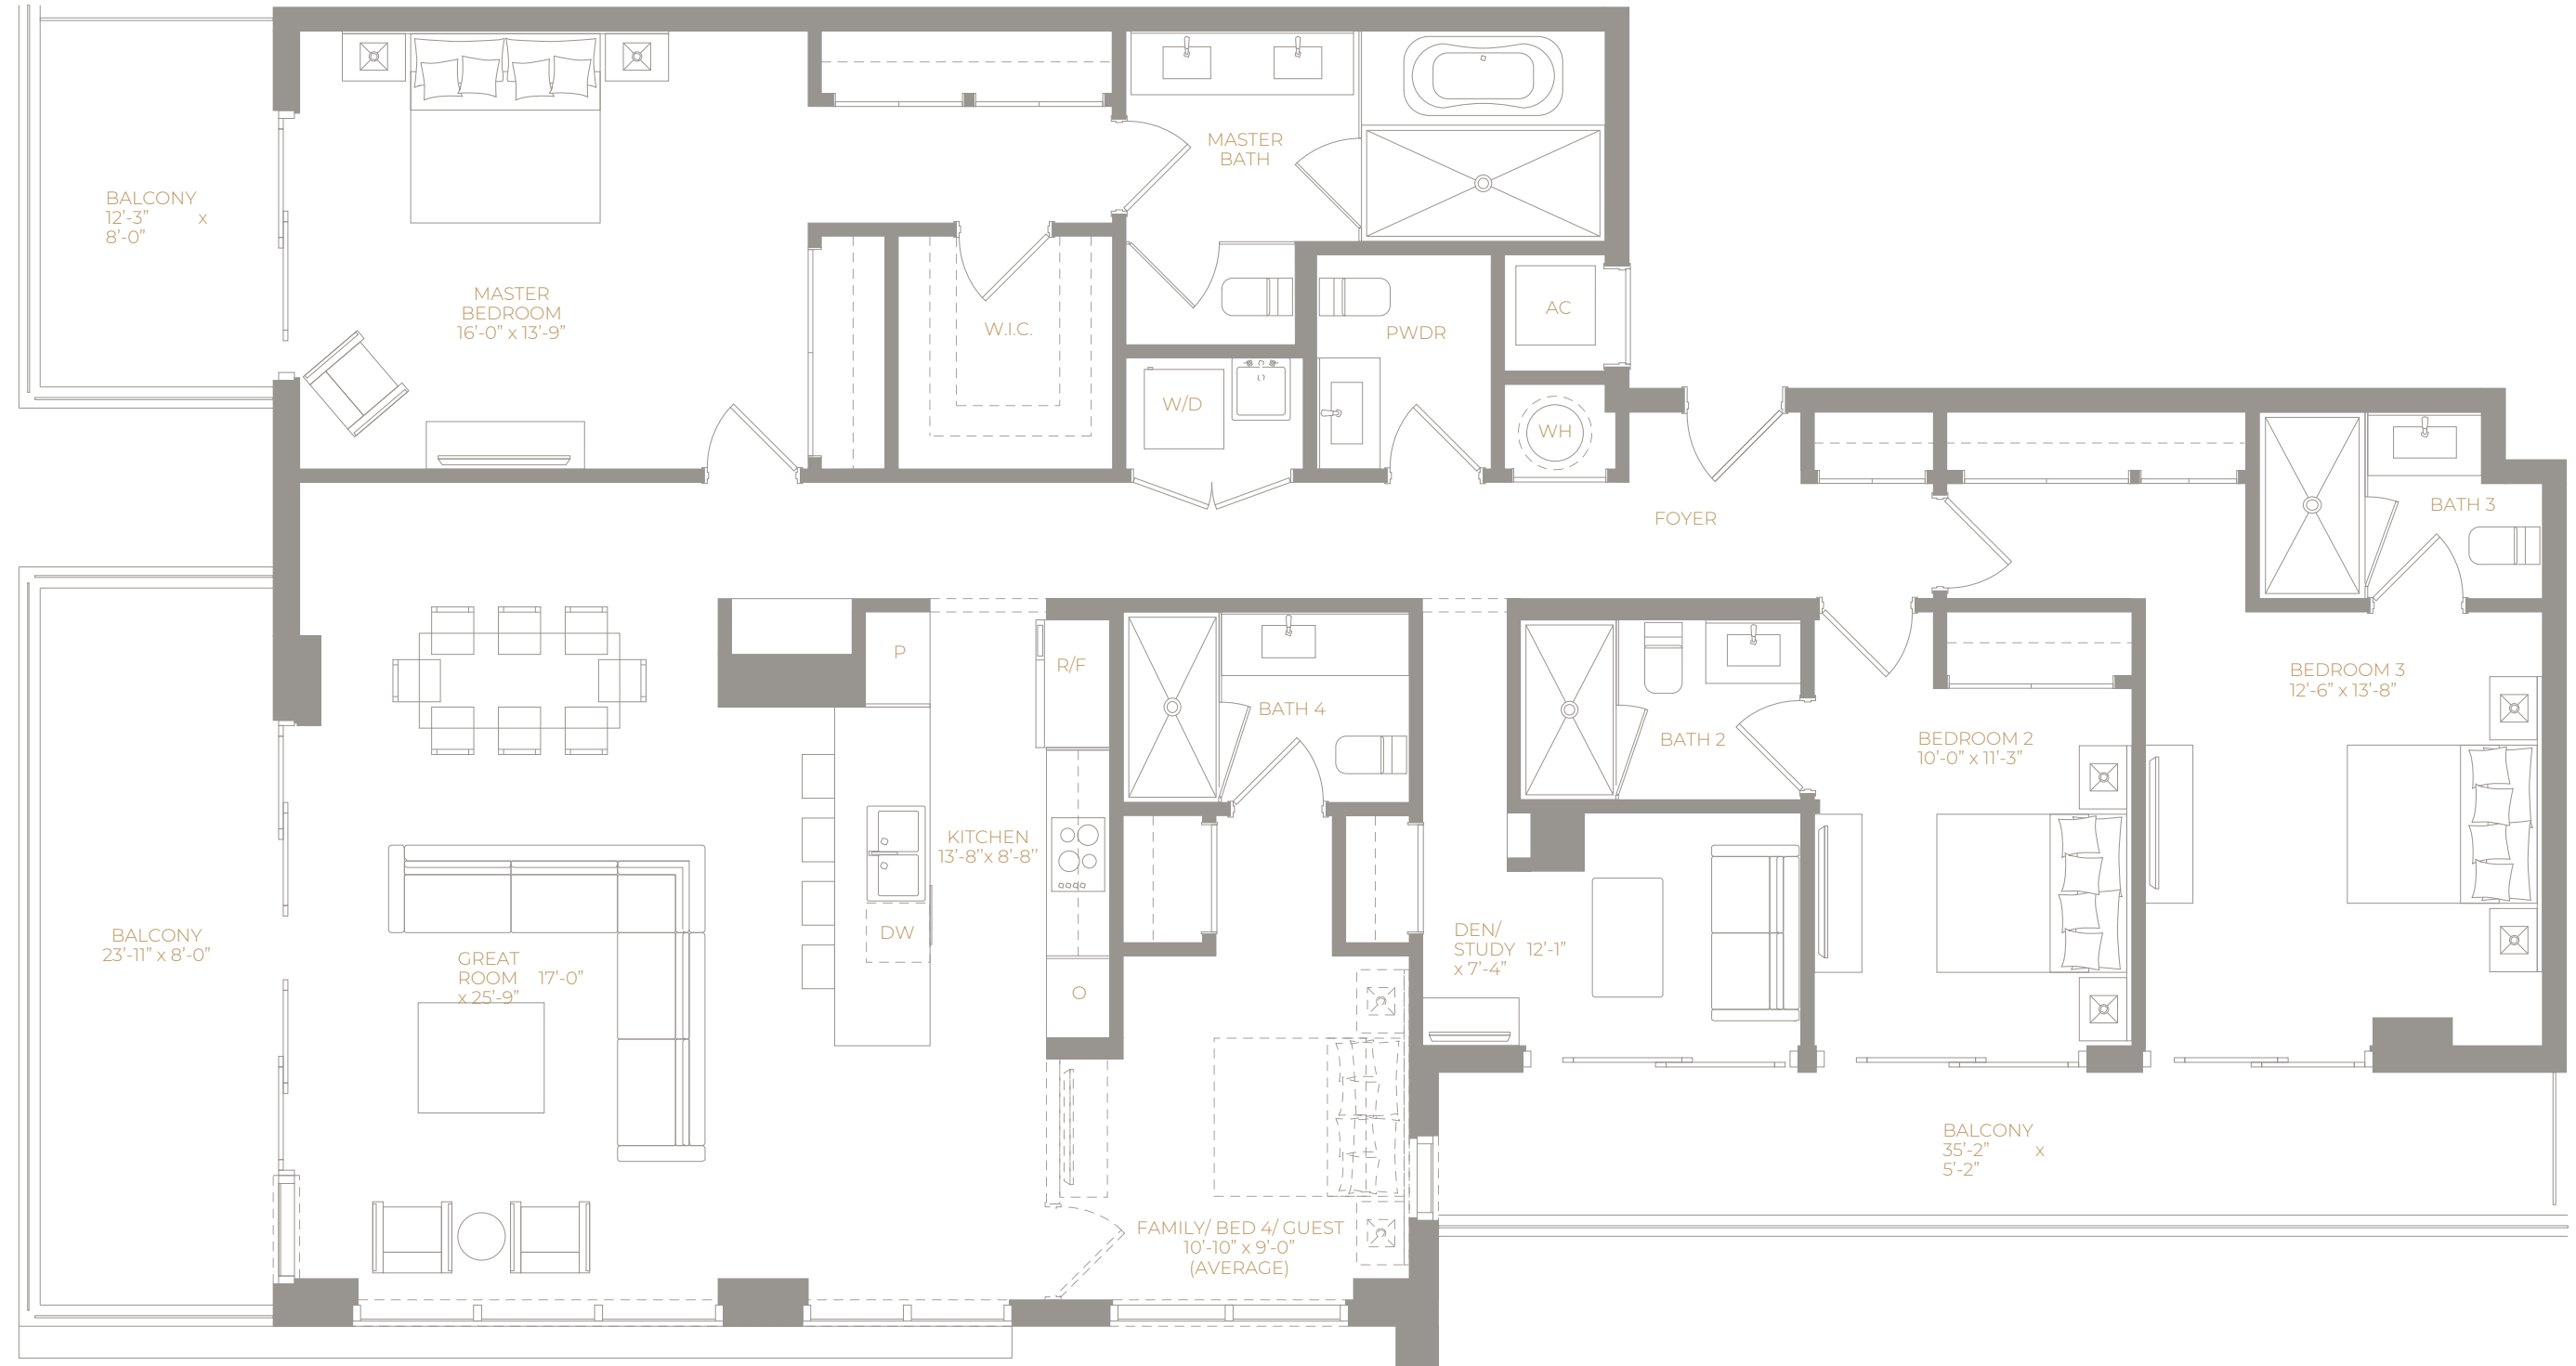 BALCONY
12'-3" x
8'-0"
MASTER
BEDROOM
16'-0" x 13'-9"
W.I.C.
MASTER
BATH
W/D
PWDR
AC
WH
FOYER
BATH 3
BEDROOM 3
12'-6" x 13'-8"
BEDROOM 2
10'-0" x 11'-3"
BATH 2
BATH 4
P
R/F
KITCHEN
13'-8"x 8'-8"
DW
O
BALCONY
23'-11" x 8'-0"
GREAT
ROOM 17'-0"
x 25'-9"
DEN/
STUDY 12'-1"
x 7'-4"
FAMILY/ BED 4/ GUEST
10'-10" x 9'-0"
(AVERAGE)
BALCONY
35'-2" x
5'-2"